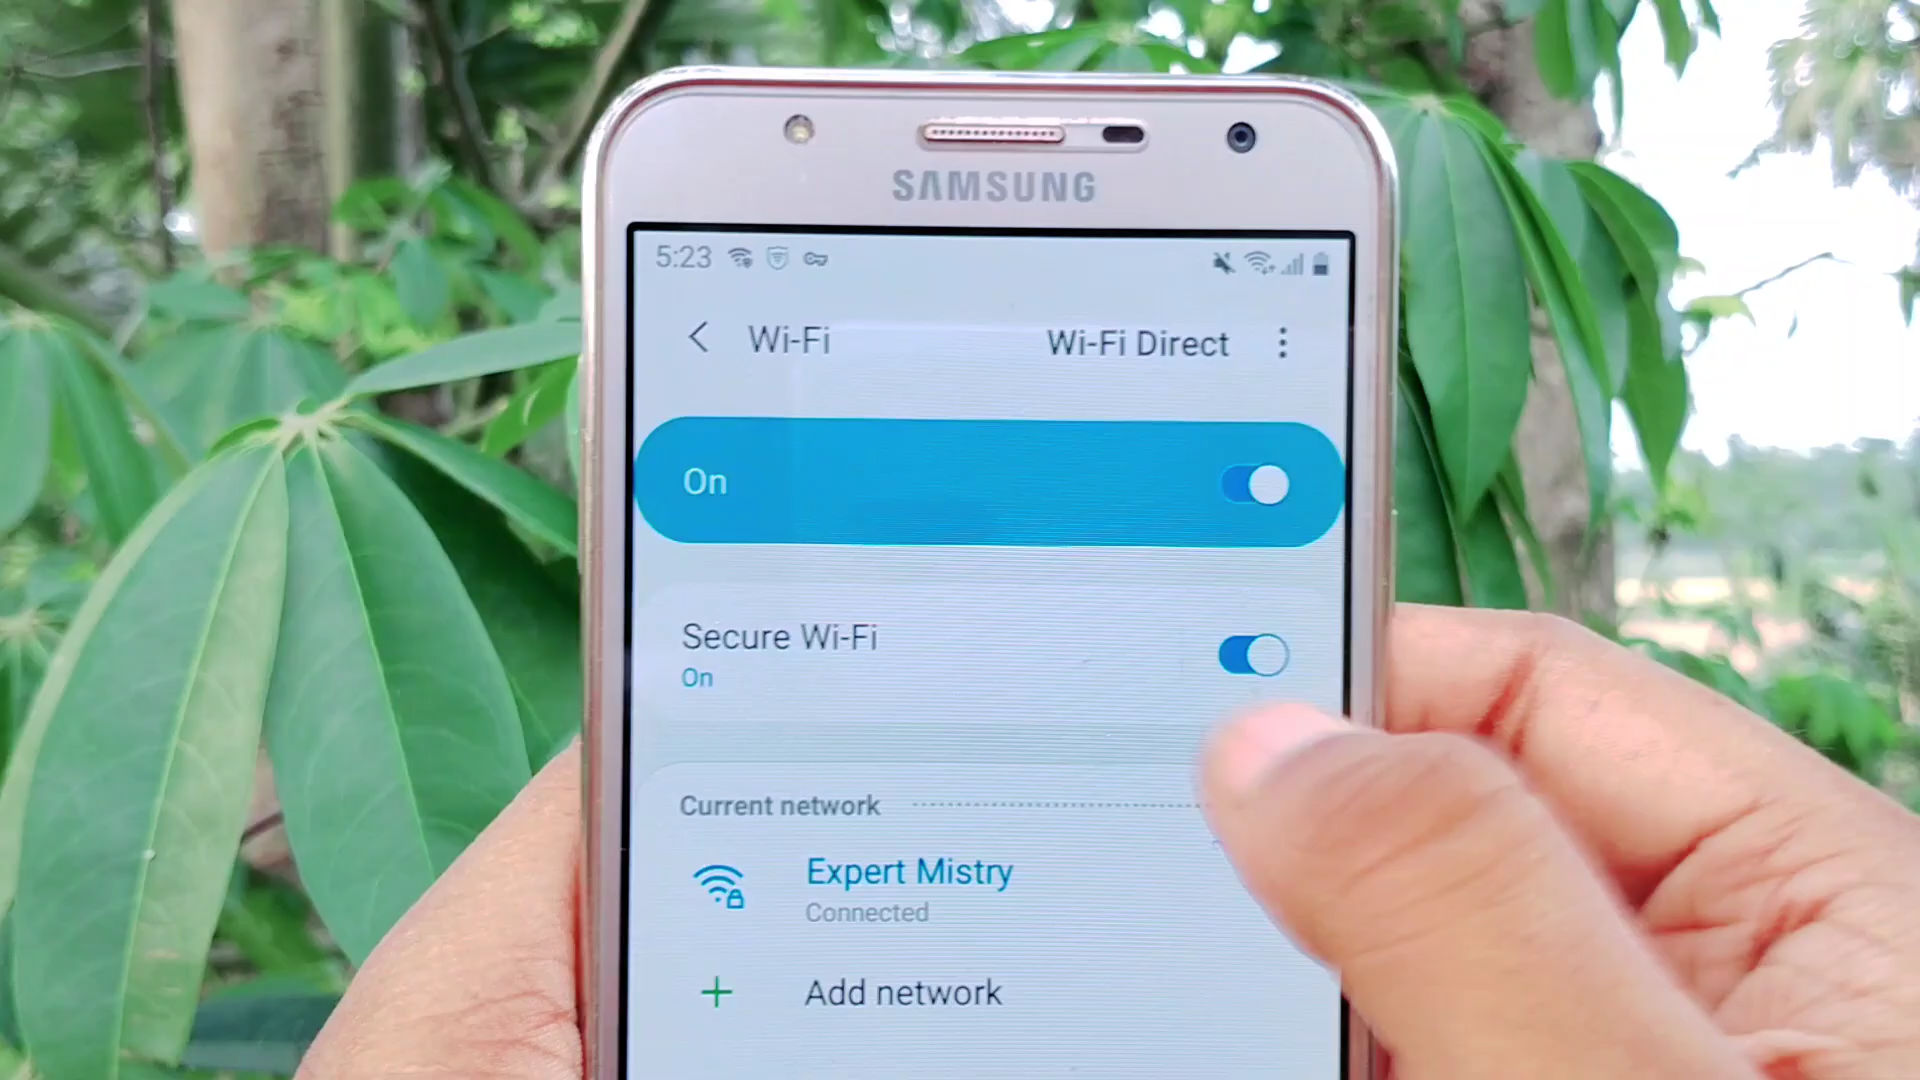 SAMSUNG
5:23
Wi-Fi
Wi-Fi Direct
On
Secure Wi-Fi
On
Current network
Expert Mistry
Connected
Add network